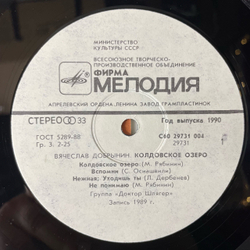 МИНИСТЕРСТВО
КУЛЬТУРЫ СССР
ВСЕСОЮЗНОЕ ТВОРЧЕСКО-
ПРОИЗВОДСТВЕННОЕ ОБЪЕДИНЕНИЕ
ФИРМА
МЕЛОДИЯ
АПРЕЛЕВСКИЙ ОРДЕНА ЛЕНИНА ЗАВОД ГРАМПЛАСТИНОК
СТЕРЕО 33
Год выпуска 1990
ГОСТ 5289-88
Гр. 3. 2-25
С60 29731 004
29731
ВЯЧЕСЛАВ ДОБРЫНИН. КОЛДОВСКОЕ ОЗЕРО
Колдовское озеро (М. Рябинин)
Вспомни (С. Осиашвили)
Нежная; Уходишь ты (Л. Дербенев)
Не понимаю (М. Рябинин)
Группа «Доктор Шлягер»
Запись 1989 г.